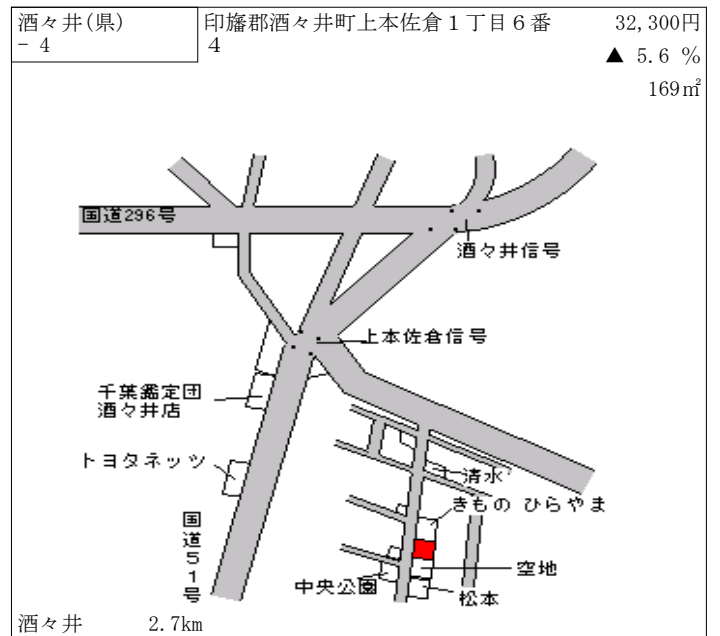 酒々井(県)
- 4
印旛郡酒々井町上本佐倉１丁目６番
４
32,300円
▲ 5.6 %
169㎡
国道296号
酒々井信号
上本佐倉信号
千葉鑑定団
酒々井店
トヨタネッツ
清水
きもの ひらやま
国道51号
空地
中央公園
松本
酒々井 2.7km